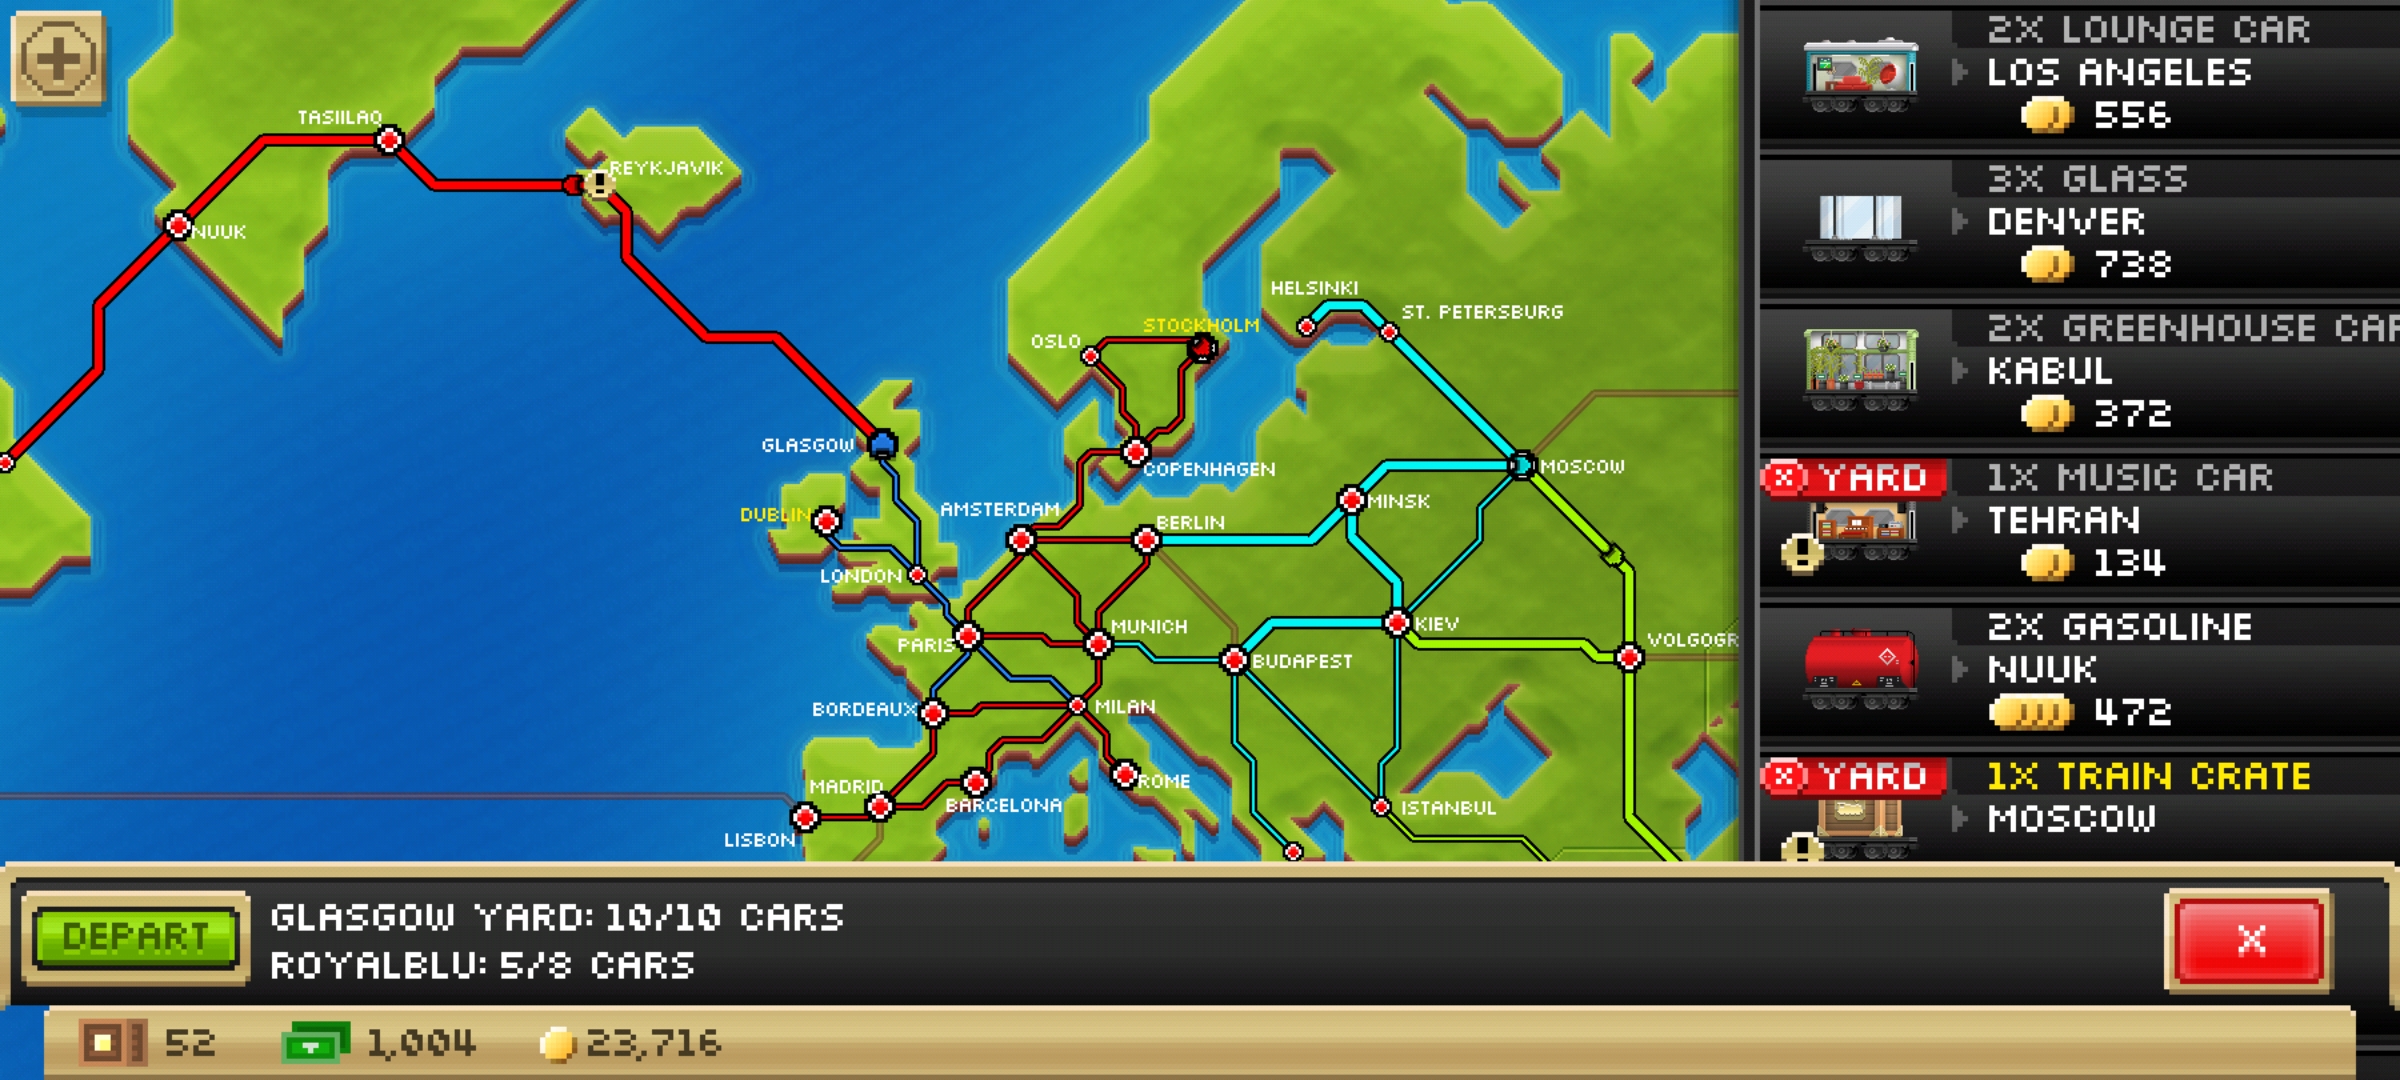 TASIILAQ
REYKJAVIK
NUUK
HELSINKI
ST. PETERSBURG
STOCKHOLM
OSLO
GLASGOW
COPENHAGEN
MOSCOW
MINSK
AMSTERDAM
DUBLIN
BERLIN
LONDON
MUNICH
KIEV
PARIS
BUDAPEST
VOLGOGR
BORDEAUX
MILAN
MADRID
ROME
BARCELONA
ISTANBUL
LISBON
2X LOUNGE CAR
LOS ANGELES
556
3X GLASS
DENVER
738
2X GREENHOUSE CAR
KABUL
372
YARD
1X MUSIC CAR
TEHRAN
134
2X GASOLINE
NUUK
472
YARD
1X TRAIN CRATE
MOSCOW
DEPART
GLASGOW YARD: 10/10 CARS
ROYALBLU: 5/8 CARS
X
52
1,004
23,716